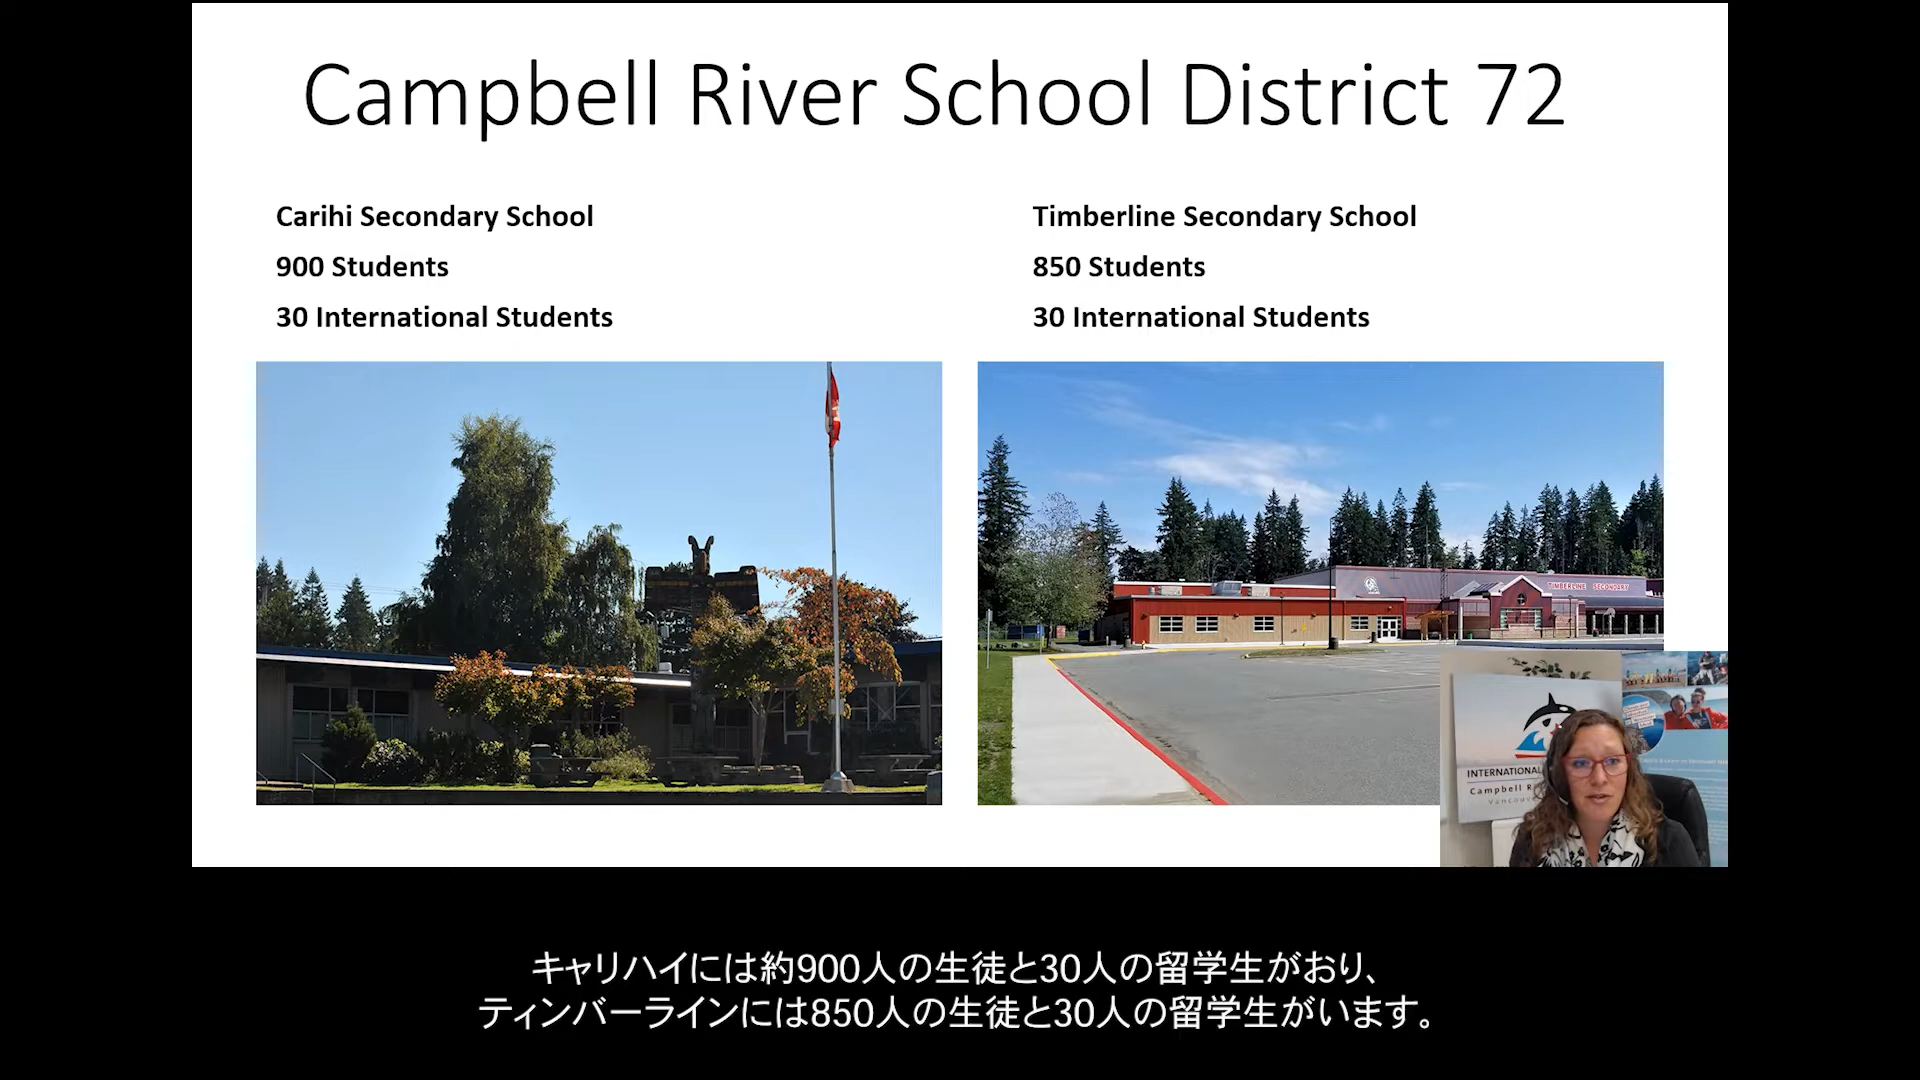 Campbell River School District 72
Carihi Secondary School
900 Students
30 International Students
Timberline Secondary School
850 Students
30 International Students
TIMBERLINE SECONDARY
INTERNATIONAL
Campbell R
Vancou
キャリハイには約900人の生徒と30人の留学生がおり、
ティンバーラインには850人の生徒と30人の留学生がいます。